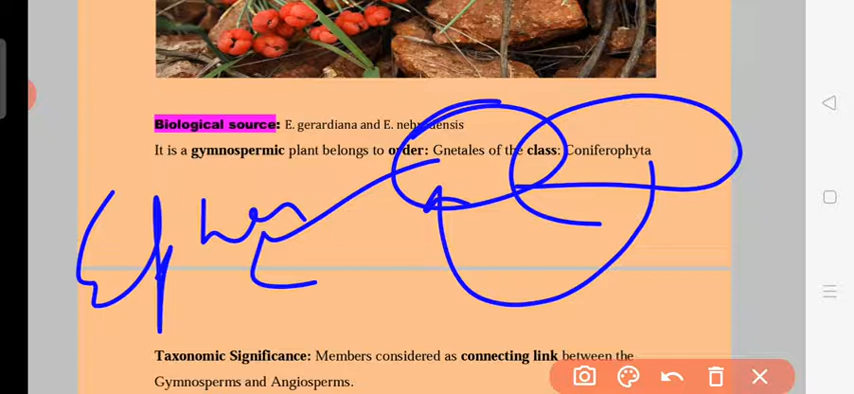 Biological source: E. gerardiana and E. nebrodensis
It is a gymnospermic plant belongs to order: Gnetales of the class: Coniferophyta
Taxonomic Significance: Members considered as connecting link between the
Gymnosperms and Angiosperms.